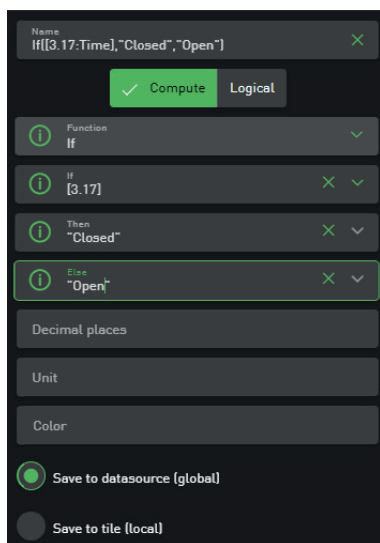 Name
If([3.17:Time],"Closed","Open")
Compute Logical
Function
If
If
[3.17]
Then
"Closed"
Else
"Open"
Decimal places
Unit
Color
Save to datasource (global)
Save to tile (local)